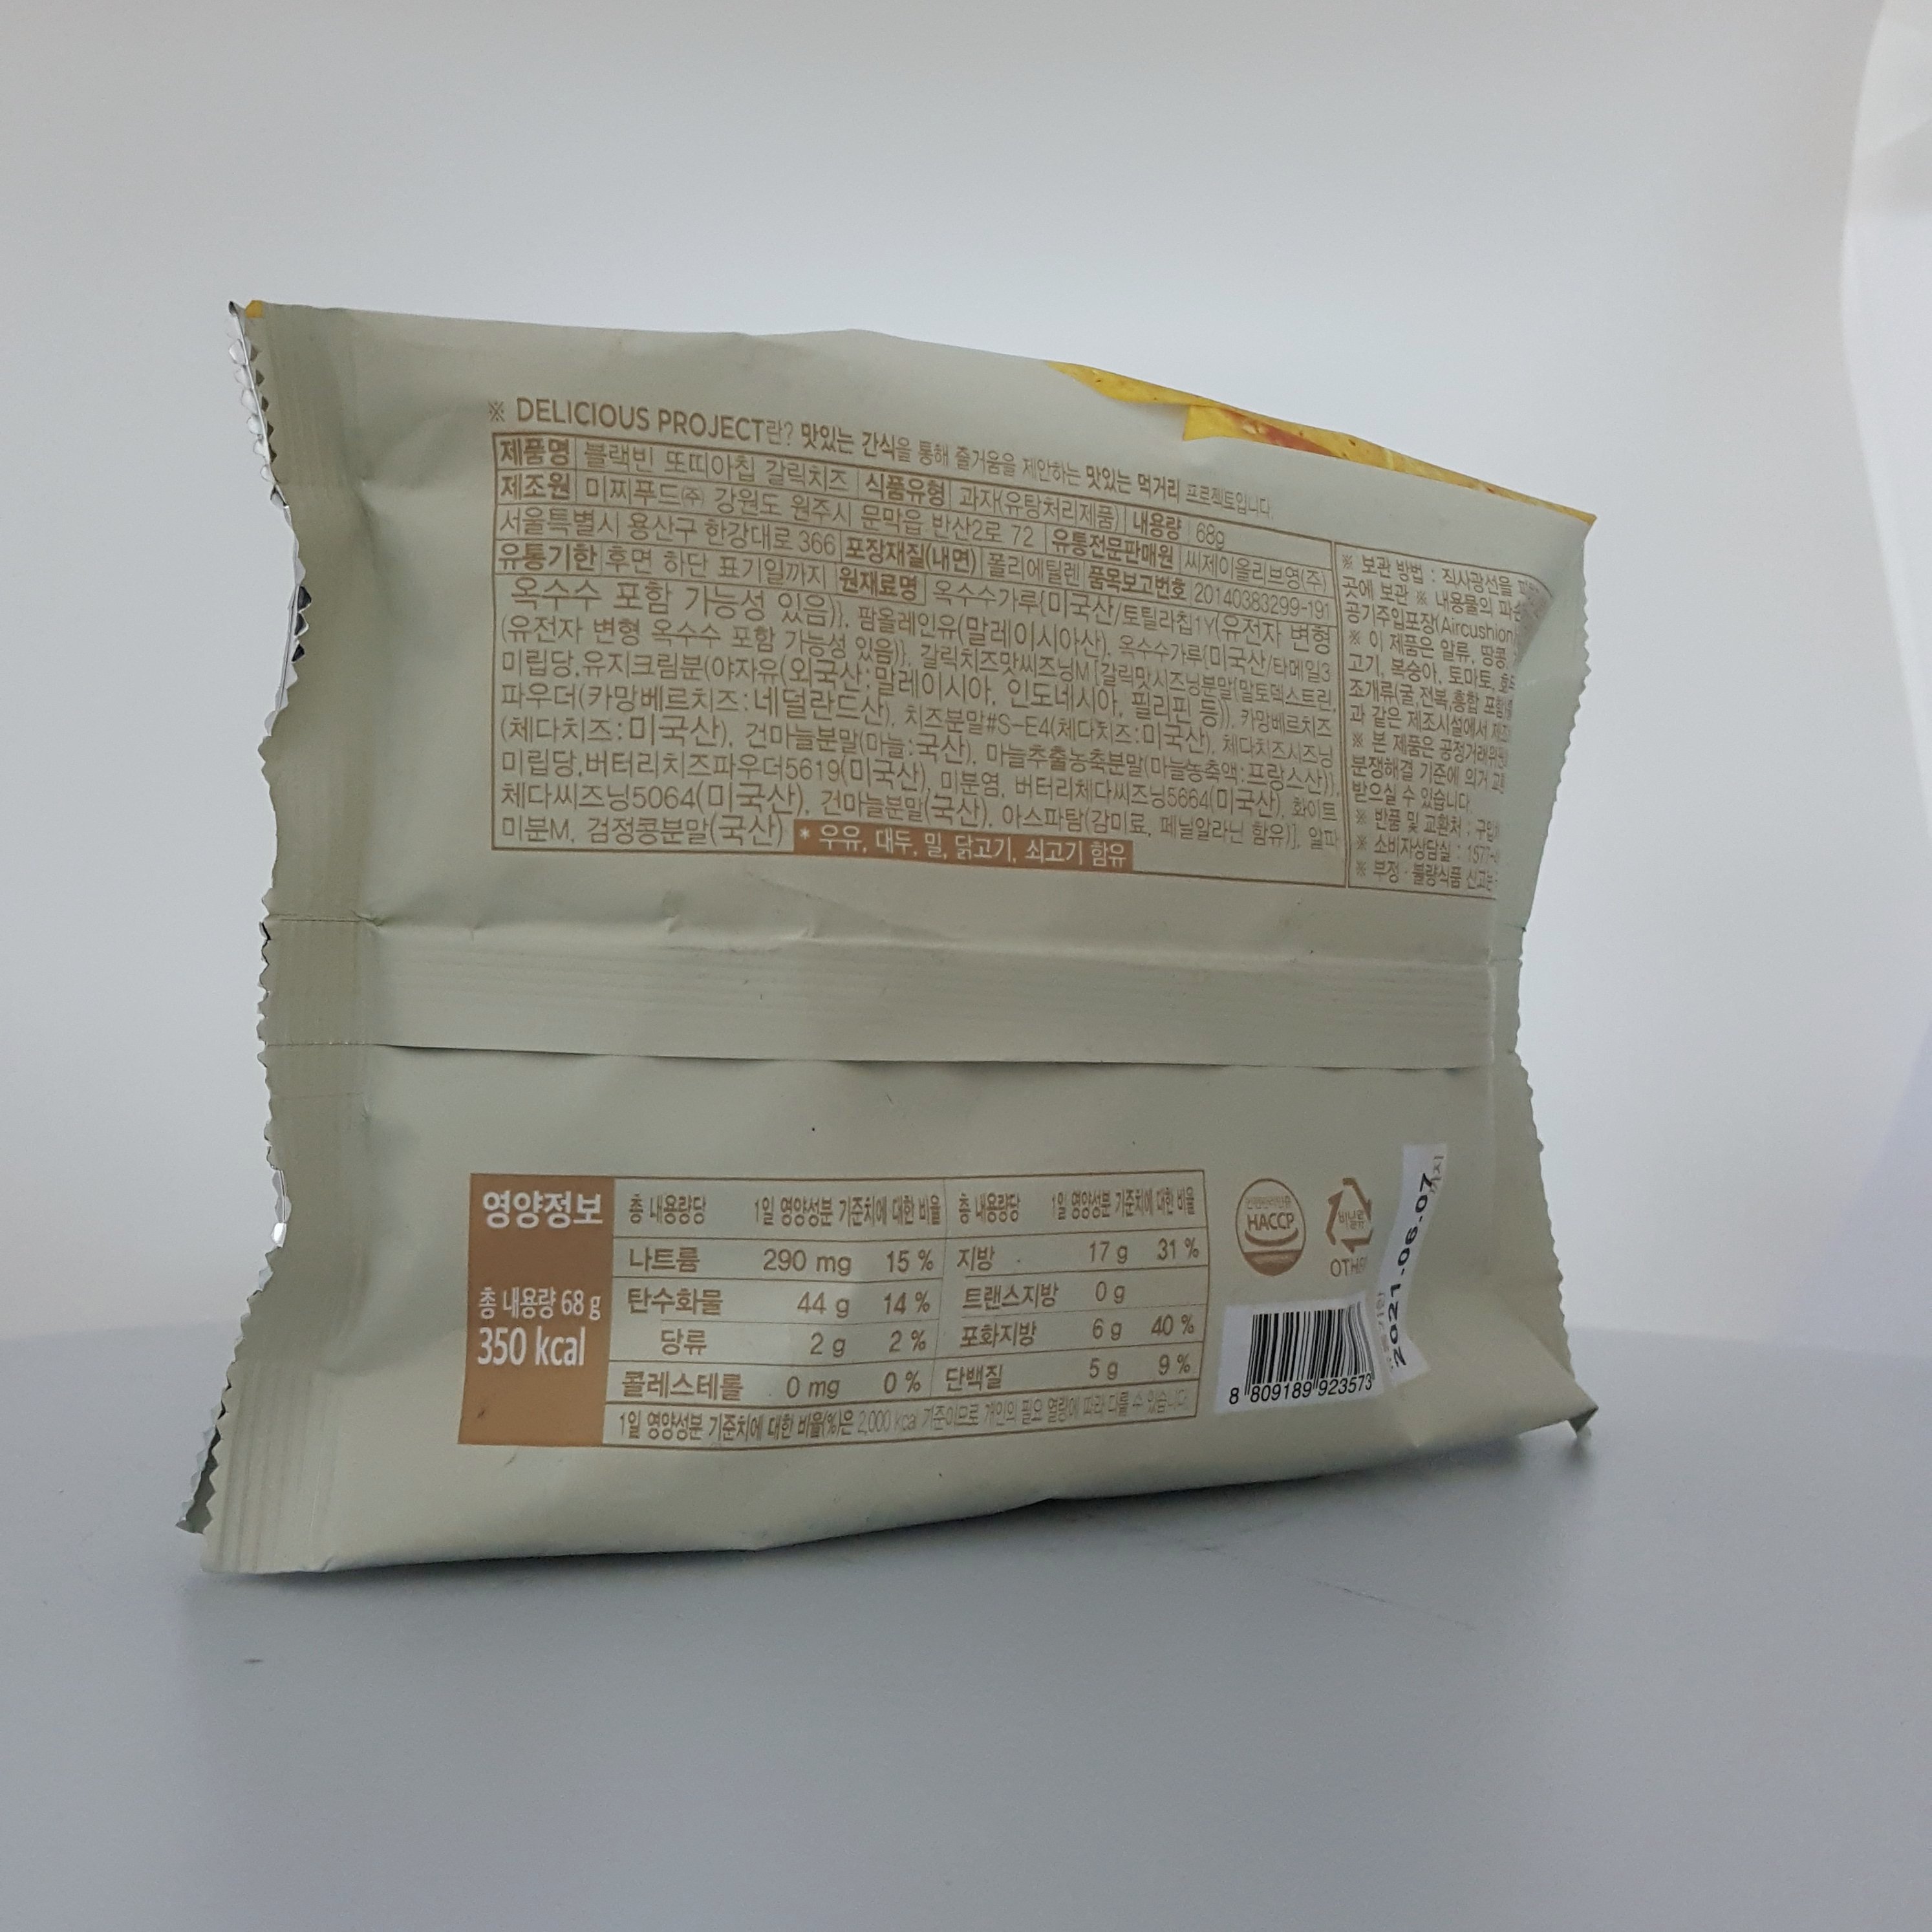 ※ DELICIOUS PROJECT란? 맛있는 간식을 통해 즐거움을 제안하는 맛있는 먹거리 프로젝트입니다.
제품명 블랙빈 또띠아칩 갈릭치즈 식품유형 과자(유탕처리제품) 내용량 68g
제조원 미찌푸드㈜ 강원도 원주시 문막읍 반산2로 72 유통전문판매원 씨제이올리브영(주)
서울특별시 용산구 한강대로 366 포장재질(내면) 폴리에틸렌 품목보고번호 20140383299-191
유통기한 후면 하단 표기일까지 원재료명 옥수수가루{미국산/토틸라칩1Y(유전자 변형
옥수수 포함 가능성 있음)}, 팜올레인유(말레이시아산), 옥수수가루{미국산/타메일3
(유전자 변형 옥수수 포함 가능성 있음)}, 갈릭치즈맛씨즈닝M[갈릭맛시즈닝분말{말토덱스트린,
미립당,유지크림분(야자유(외국산:말레이시아, 인도네시아, 필리핀 등)), 카망베르치즈
파우더(카망베르치즈:네덜란드산), 치즈분말#S-E4(체다치즈:미국산), 체다치즈시즈닝
(체다치즈:미국산), 건마늘분말(마늘:국산), 마늘추출농축분말(마늘농축액:프랑스산)},
미립당,버터리치즈파우더5619(미국산), 미분염, 버터리체다씨즈닝5664(미국산), 화이트
체다씨즈닝5064(미국산), 건마늘분말(국산), 아스파탐(감미료, 페닐알라닌 함유)], 알파
미분M, 검정콩분말(국산) * 우유, 대두, 밀, 닭고기, 쇠고기 함유
※ 보관 방법 : 직사광선을
곳에 보관 ※ 내용물의
공기주입포장(Aircushion)
※ 이 제품은 알류, 땅콩,
고기, 복숭아, 토마토,
조개류(굴,전복,홍합
과 같은 제조시설에서
※ 본 제품은 공정거래위원
분쟁해결 기준에 의거
받으실 수 있습니다.
※ 반품 및 교환처 :
※ 소비자상담실 : 1577-
※ 부정·불량식품 신고는
영양정보 총 내용량당 1일 영양성분 기준치에 대한 비율 총 내용량당 1일 영양성분 기준치에 대한 비율
나트륨 290 mg 15 % 지방 17 g 31 %
총 내용량 68 g 탄수화물 44 g 14 % 트랜스지방 0 g
350 kcal 당류 2 g 2 % 포화지방 6 g 40 %
콜레스테롤 0 mg 0 % 단백질 5 g 9 %
1일 영양성분 기준치에 대한 비율(%)은 2,000 kcal 기준이므로 개인의 필요 열량에 따라 다를 수 있습니다.
HACCP
비닐류
OTHER
2021.06.07
8 809189 923573